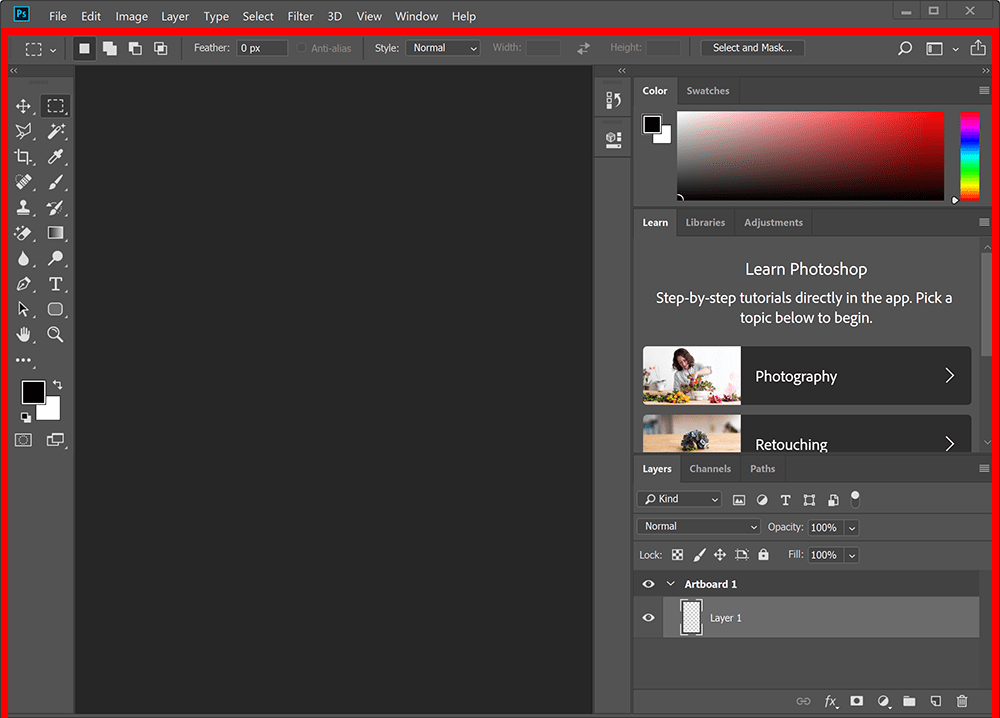 Ps File Edit Image Layer Type Select Filter 3D View Window Help
Feather: 0 px Anti-alias Style: Normal Width: Height: Select and Mask...
Color Swatches
Learn Libraries Adjustments
Learn Photoshop
Step-by-step tutorials directly in the app. Pick a
topic below to begin.
Photography
Retouching
Layers Channels Paths
Kind
Normal Opacity: 100%
Lock: Fill: 100%
Artboard 1
Layer 1
fx